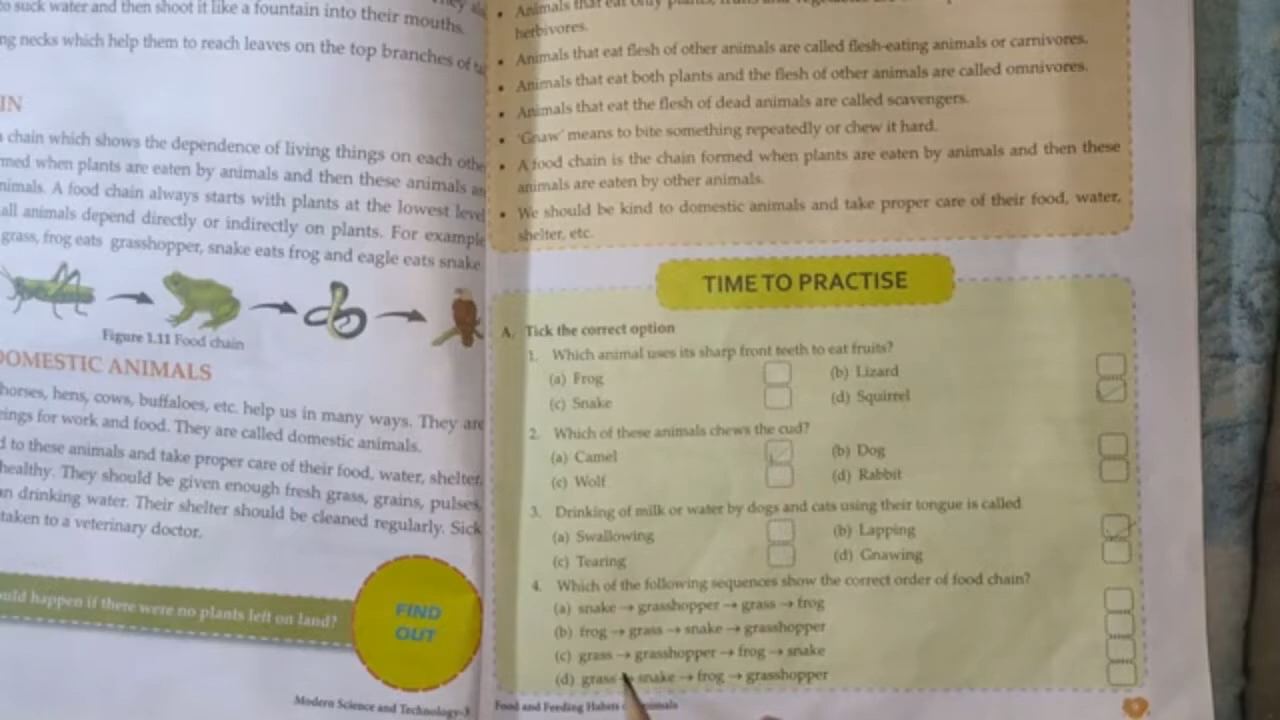 to suck water and then shoot it like a fountain into their mouths.
ng necks which help them to reach leaves on the top branches of
IN
chain which shows the dependence of living things on each othe
med when plants are eaten by animals and then these animals
nimals. A food chain always starts with plants at the lowest level
all animals depend directly or indirectly on plants. For example
grass, frog eats grasshopper, snake eats frog and eagle eats snake
Figure 1.11 Food chain
DOMESTIC ANIMALS
horses, hens, cows, buffaloes, etc. help us in many ways. They are
eings for work and food. They are called domestic animals.
d to these animals and take proper care of their food, water, shelter,
healthy. They should be given enough fresh grass, grains, pulses,
an drinking water. Their shelter should be cleaned regularly. Sick
taken to a veterinary doctor.
uld happen if there were no plants left on land?
FIND
OUT
Modern Science and Technology-3
• Animals that eat only plants,
herbivores.
• Animals that eat flesh of other animals are called flesh-eating animals or carnivores.
• Animals that eat both plants and the flesh of other animals are called omnivores.
• Animals that eat the flesh of dead animals are called scavengers.
• 'Gnaw' means to bite something repeatedly or chew it hard.
• A food chain is the chain formed when plants are eaten by animals and then these
animals are eaten by other animals.
• We should be kind to domestic animals and take proper care of their food, water,
shelter, etc.
TIME TO PRACTISE
A. Tick the correct option
1. Which animal uses its sharp front teeth to eat fruits?
(a) Frog (b) Lizard
(c) Snake (d) Squirrel
2. Which of these animals chews the cud?
(a) Camel (b) Dog
(c) Wolf (d) Rabbit
3. Drinking of milk or water by dogs and cats using their tongue is called
(a) Swallowing (b) Lapping
(c) Tearing (d) Gnawing
4. Which of the following sequences show the correct order of food chain?
(a) snake → grasshopper → grass → frog
(b) frog → grass → snake → grasshopper
(c) grass → grasshopper → frog → snake
(d) grass → snake → frog → grasshopper
Food and Feeding Habits